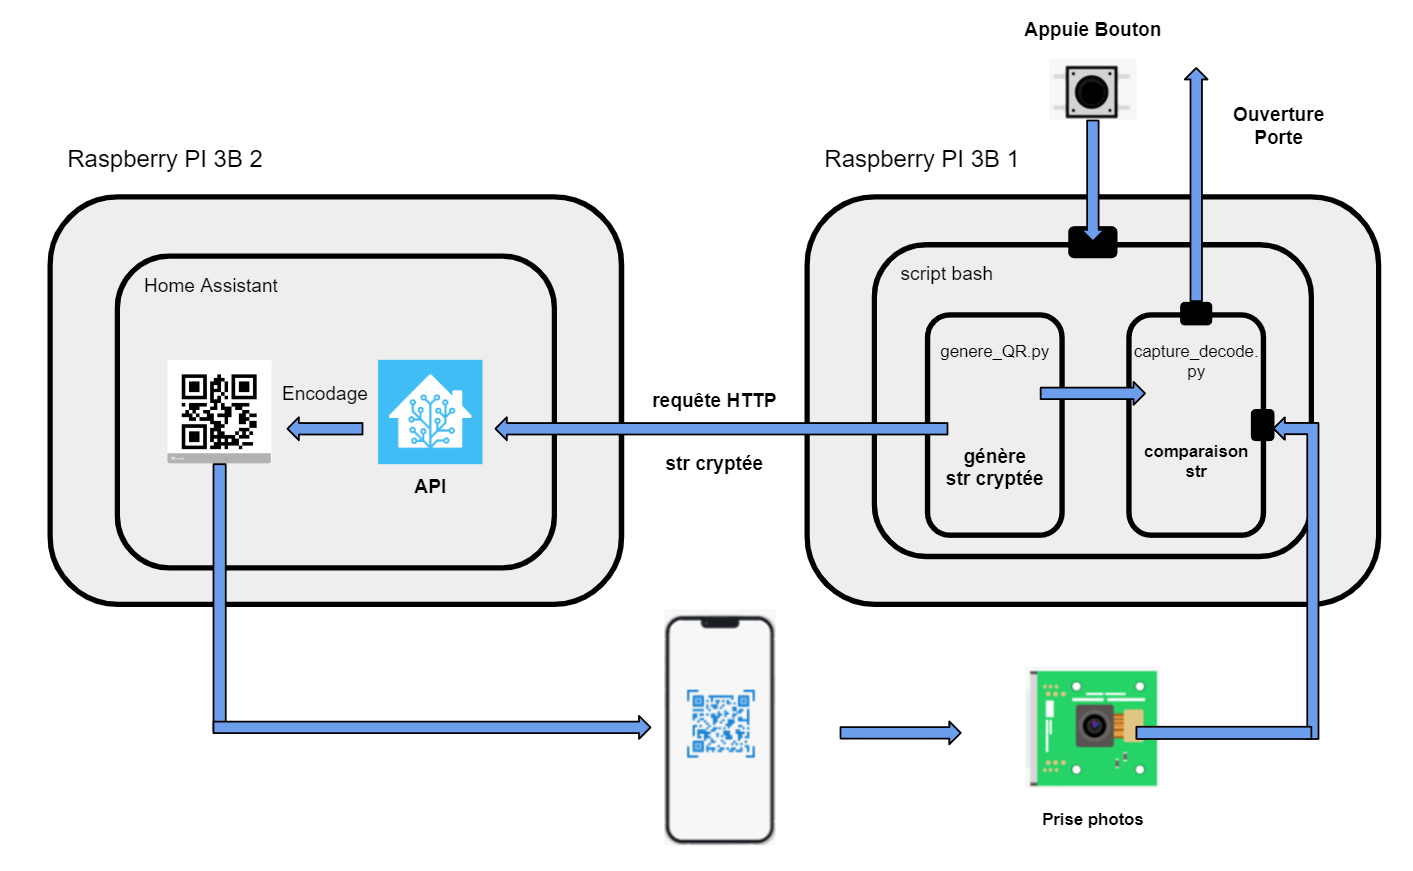 Appuie Bouton
Ouverture
Porte
Raspberry PI 3B 2
Raspberry PI 3B 1
Home Assistant
script bash
Encodage
API
requête HTTP
str cryptée
genere_QR.py
génère
str cryptée
capture_decode.
py
comparaison
str
Prise photos